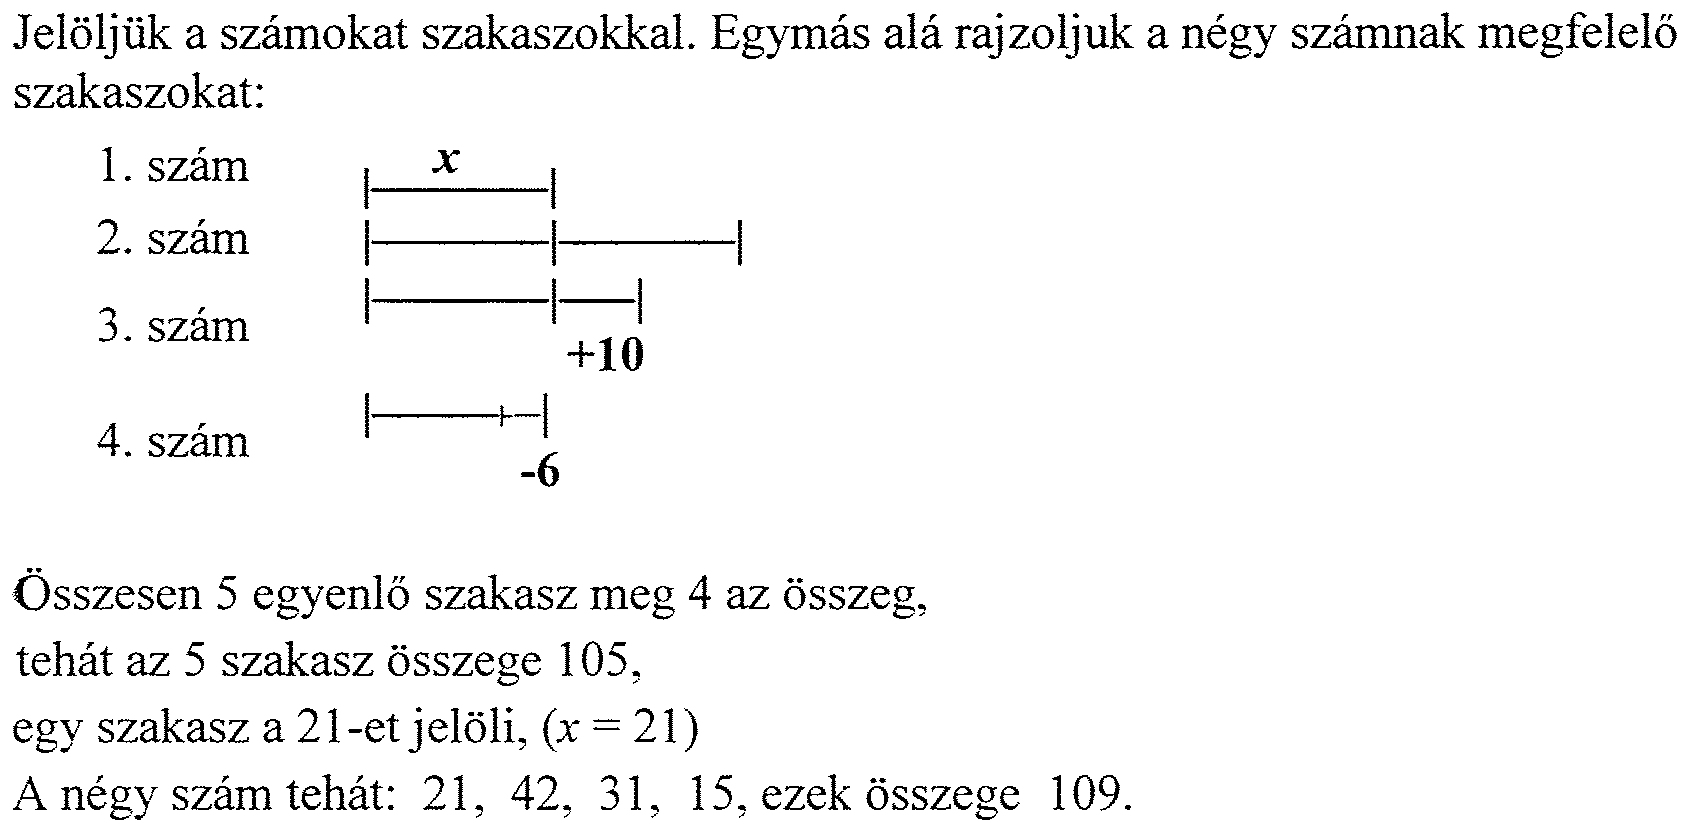 Jelöljük a számokat szakaszokkal. Egymás alá rajzoljuk a négy számnak megfelelő
szakaszokat:
1. szám
x
2. szám
3. szám
+10
4. szám
-6
Összesen 5 egyenlő szakasz meg 4 az összeg,
tehát az 5 szakasz összege 105,
egy szakasz a 21-et jelöli, (x = 21)
A négy szám tehát: 21, 42, 31, 15, ezek összege 109.